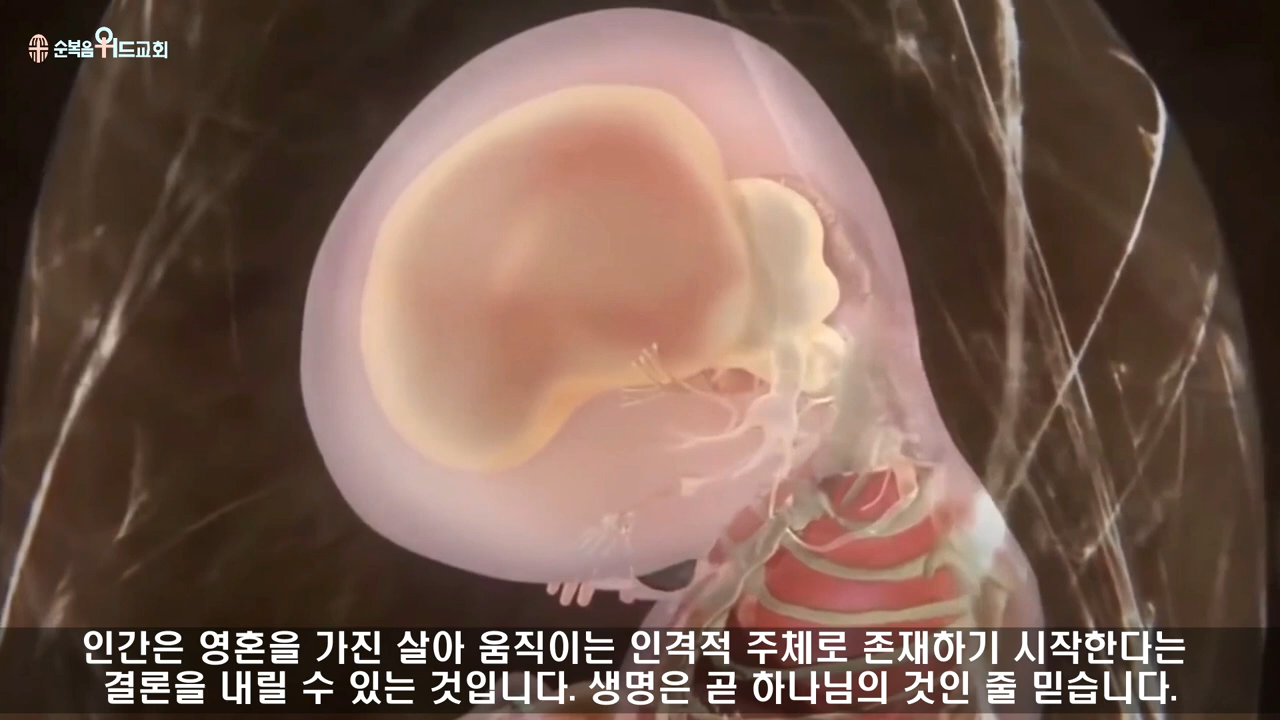 순복음위드교회
인간은 영혼을 가진 살아 움직이는 인격적 주체로 존재하기 시작한다는
결론을 내릴 수 있는 것입니다. 생명은 곧 하나님의 것인 줄 믿습니다.